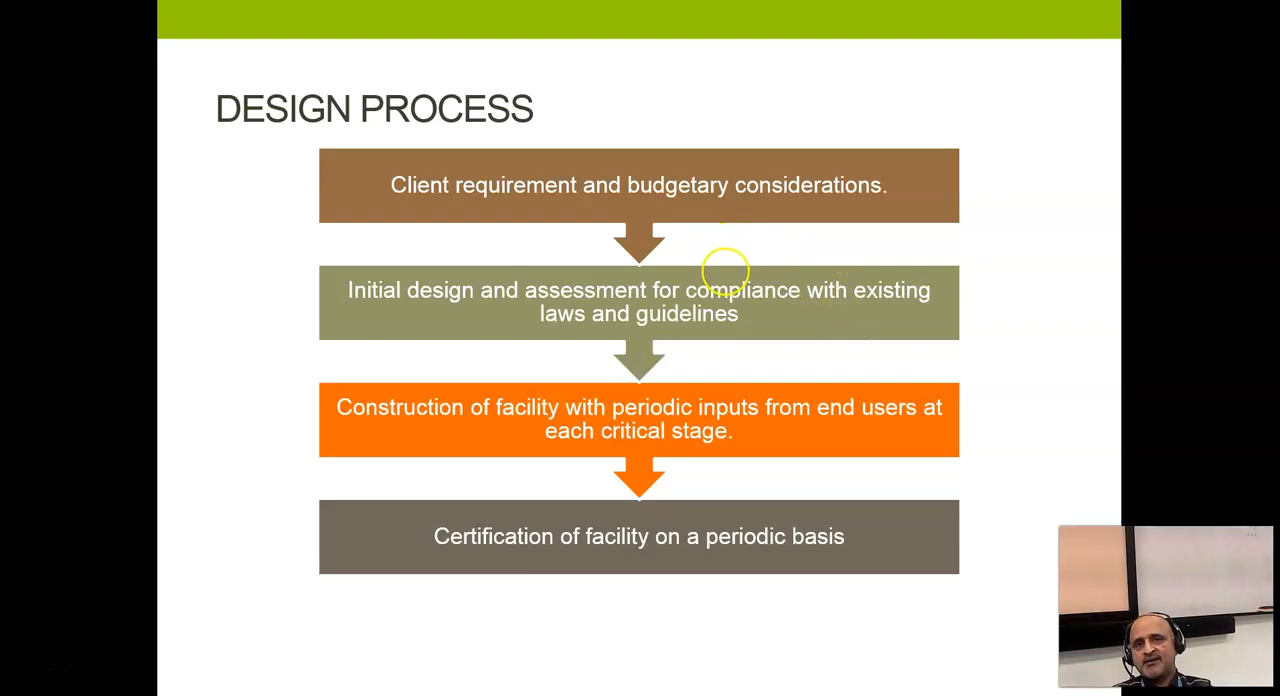 DESIGN PROCESS
Client requirement and budgetary considerations.
Initial design and assessment for compliance with existing
laws and guidelines
Construction of facility with periodic inputs from end users at
each critical stage.
Certification of facility on a periodic basis